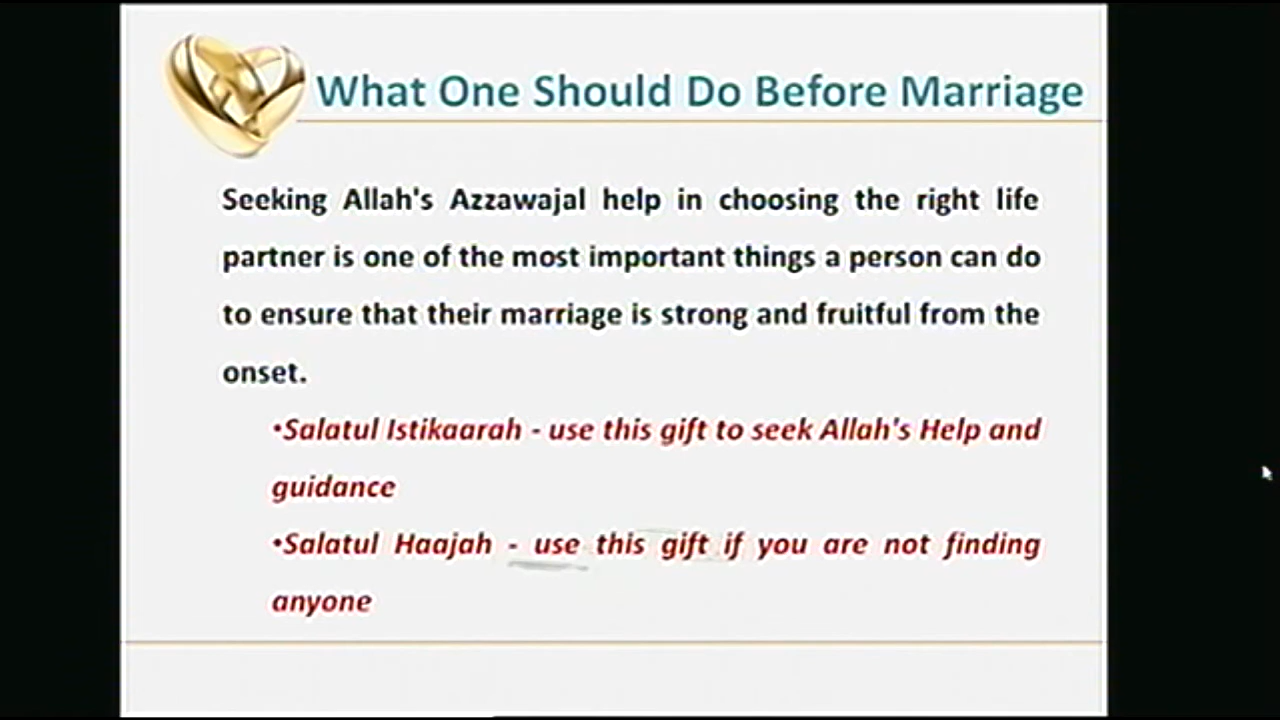 What One Should Do Before Marriage
Seeking Allah's Azzawajal help in choosing the right life
partner is one of the most important things a person can do
to ensure that their marriage is strong and fruitful from the
onset.
•Salatul Istikaarah - use this gift to seek Allah's Help and
guidance
•Salatul Haajah - use this gift if you are not finding
anyone